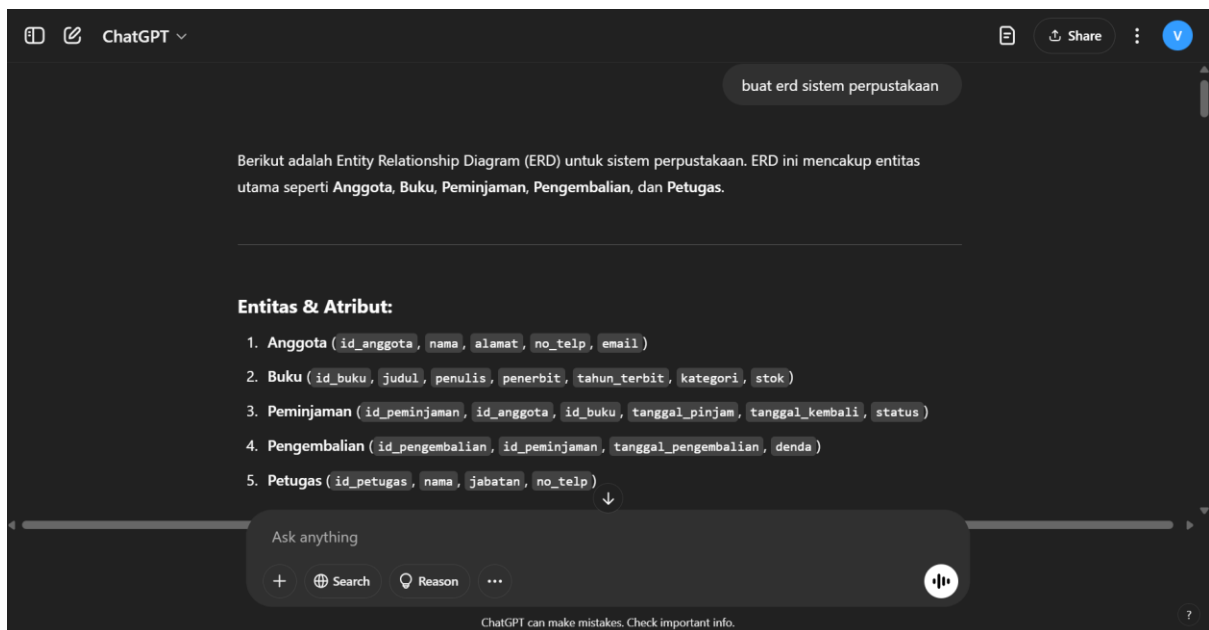 ChatGPT
Share
V
buat erd sistem perpustakaan
Berikut adalah Entity Relationship Diagram (ERD) untuk sistem perpustakaan. ERD ini mencakup entitas
utama seperti Anggota, Buku, Peminjaman, Pengembalian, dan Petugas.
Entitas & Atribut:
1. Anggota (id_anggota, nama, alamat, no_telp, email)
2. Buku (id_buku, judul, penulis, penerbit, tahun_terbit, kategori, stok)
3. Peminjaman (id_peminjaman, id_anggota, id_buku, tanggal_pinjam, tanggal_kembali, status)
4. Pengembalian (id_pengembalian, id_peminjaman, tanggal_pengembalian, denda)
5. Petugas (id_petugas, nama, jabatan, no_telp)
Ask anything
Search
Reason
ChatGPT can make mistakes. Check important info.
?